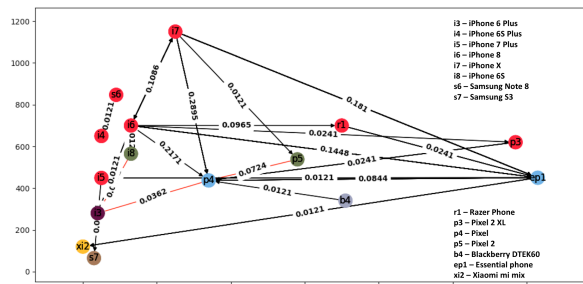 1200
1000
800
600
400
200
0
i3 – iPhone 6 Plus
i4 – iPhone 6S Plus
i5 – iPhone 7 Plus
i6 – iPhone 8
i7 – iPhone X
i8 – iPhone 6S
s6 – Samsung Note 8
s7 – Samsung S3
i7
s6
0.1086
0.0121
0.2895
0.0121
0.181
i6
i4
r1
p3
0.0965
0.0241
0.0241
0.1448
0.2171
i8
p5
0.0724
0.0241
0.0121
i5
p4
ep1
0.0121
0.0844
0.0362
0.0121
b4
i3
0.0121
xi2
s7
r1 – Razer Phone
p3 – Pixel 2 XL
p4 – Pixel
p5 – Pixel 2
b4 – Blackberry DTEK60
ep1 – Essential phone
xi2 – Xiaomi mi mix